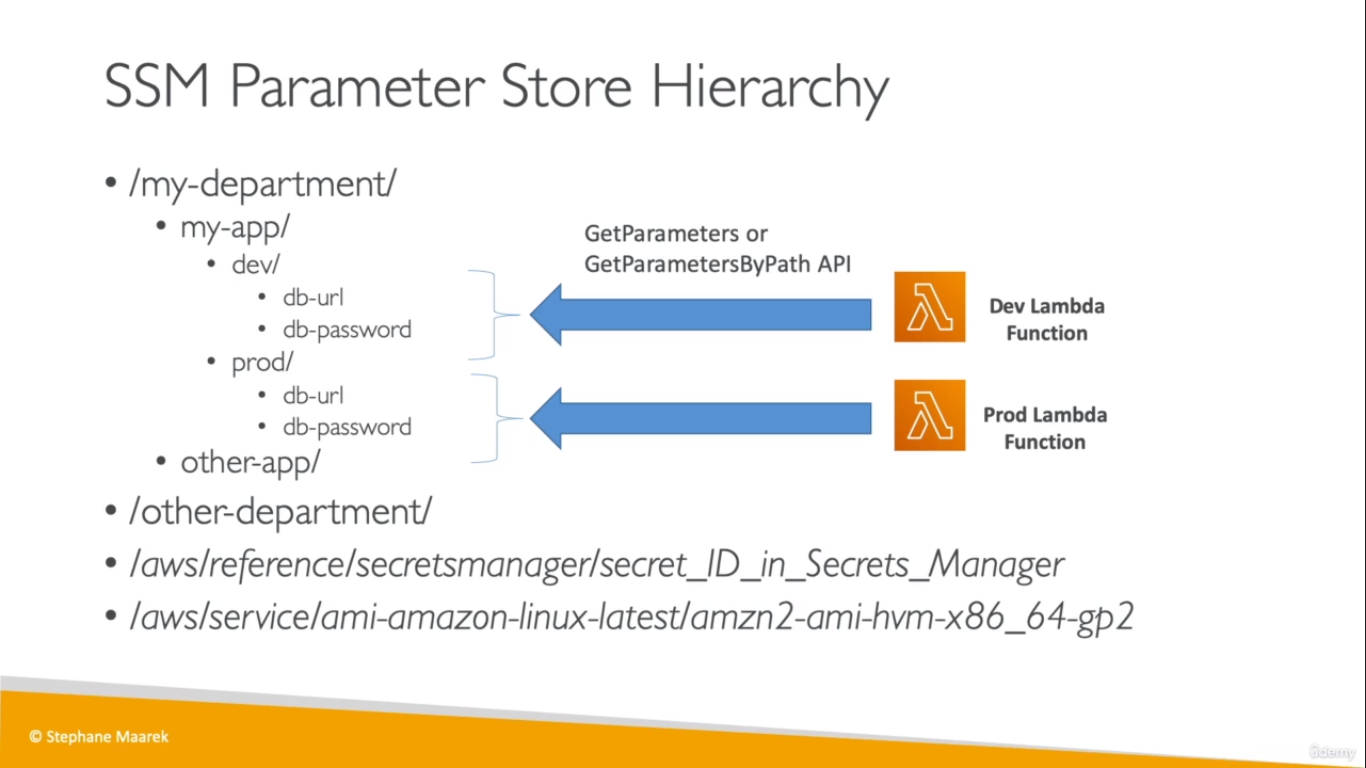 SSM Parameter Store Hierarchy
• /my-department/
• my-app/
• dev/
• db-url
• db-password
• prod/
• db-url
• db-password
• other-app/
• /other-department/
• /aws/reference/secretsmanager/secret_ID_in_Secrets_Manager
• /aws/service/ami-amazon-linux-latest/amzn2-ami-hvm-x86_64-gp2
GetParameters or
GetParametersByPath API
Dev Lambda
Function
Prod Lambda
Function
© Stephane Maarek
ûdemy